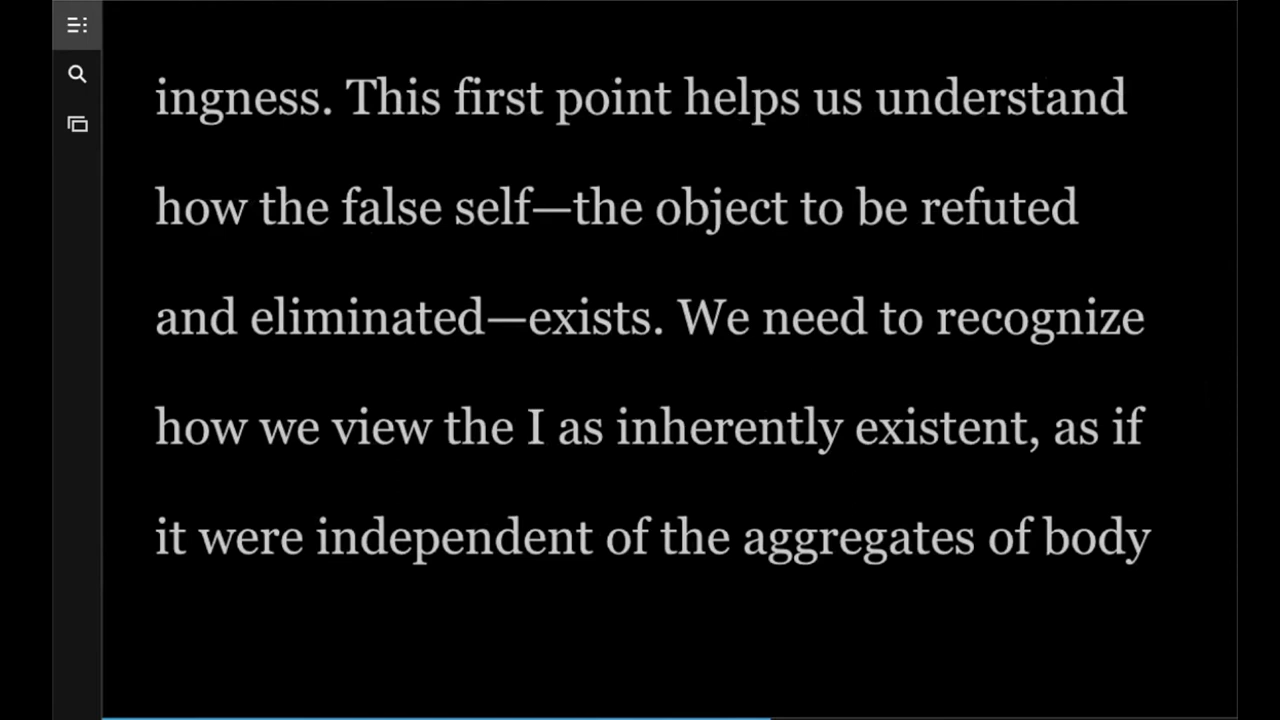 ingness. This first point helps us understand
how the false self—the object to be refuted
and eliminated—exists. We need to recognize
how we view the I as inherently existent, as if
it were independent of the aggregates of body